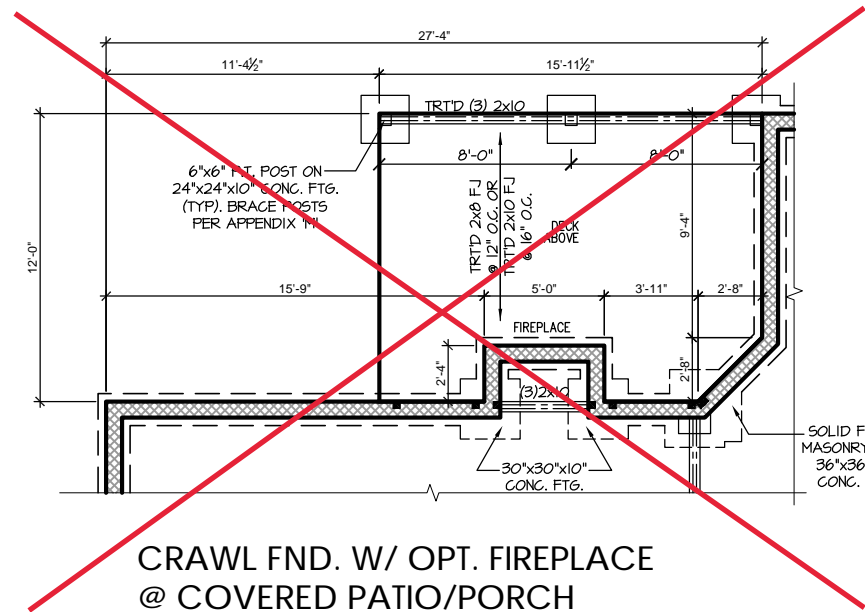 27'-4"
11'-4½"
15'-11½"
TRT'D (3) 2x10
8'-0"
8'-0"
6"x6" P.T. POST ON
24"x24"x10" CONC. FTG.
(TYP). BRACE POSTS
PER APPENDIX 'M'
TRT'D 2x8 FJ
@ 12" O.C. OR
TRT'D 2x10 FJ
@ 16" O.C.
DECK
ABOVE
9'-4"
12'-0"
15'-9"
5'-0"
3'-11"
2'-8"
FIREPLACE
2'-4"
2'-8"
(3)2x10
30"x30"x10"
CONC. FTG.
SOLID F
MASONRY
36"x36
CONC.
CRAWL FND. W/ OPT. FIREPLACE
@ COVERED PATIO/PORCH